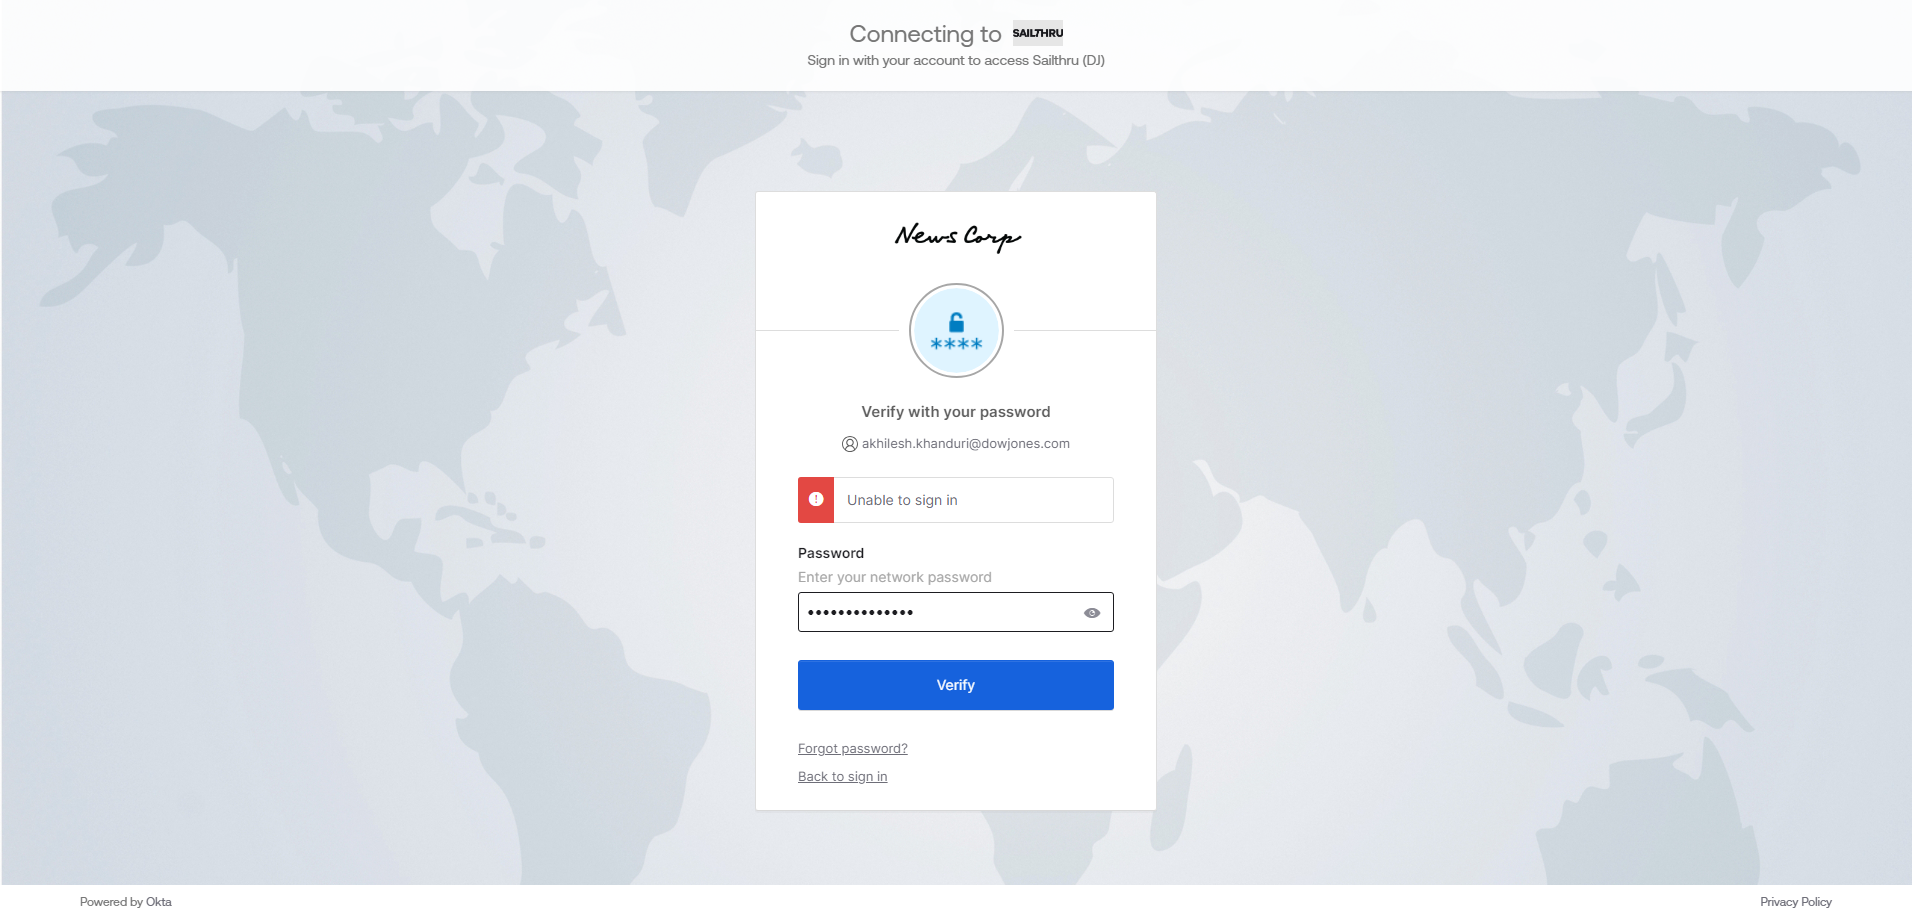 Connecting to SAILTHRU
Sign in with your account to access Sailthru (DJ)
News Corp
****
Verify with your password
akhilesh.khanduri@dowjones.com
Unable to sign in
Password
Enter your network password
••••••••••••••
Verify
Forgot password?
Back to sign in
Powered by Okta
Privacy Policy